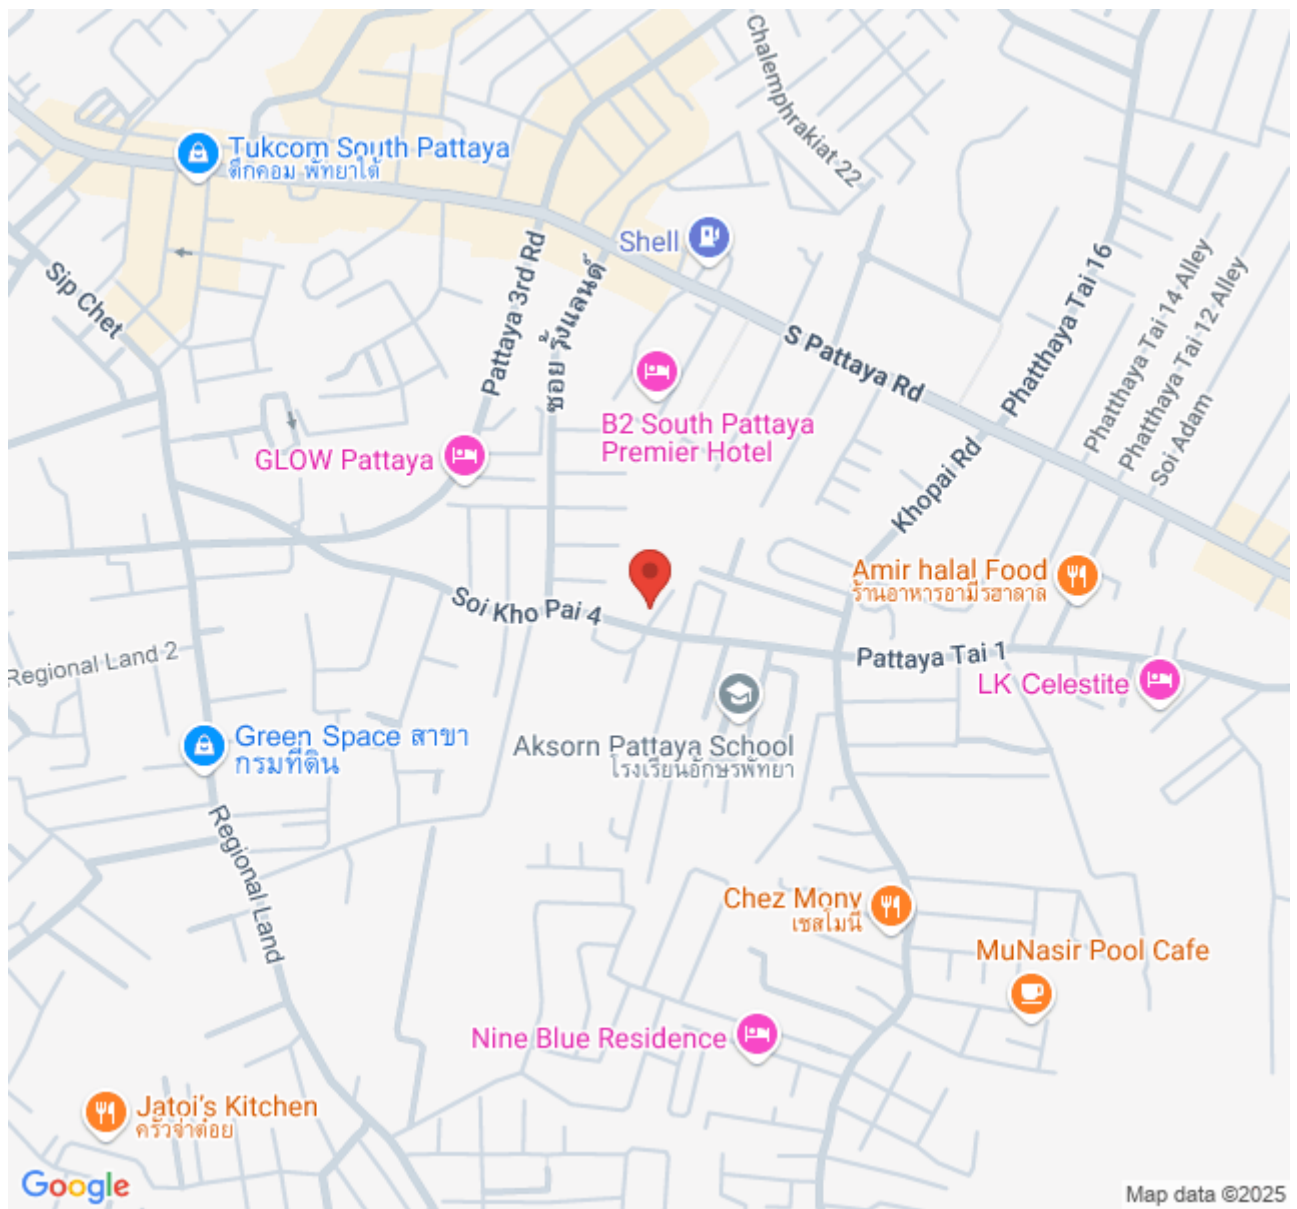 Chalemphrakiat 22
Tukcom South Pattaya
ตึกคอม พัทยาใต้
Shell
Sip Chet
Pattaya 3rd Rd
ซอย วั้งแลนด์
S Pattaya Rd
Phatthaya Tai 16
Phatthaya Tai 14 Alley
Phatthaya Tai 12 Alley
Soi Adam
B2 South Pattaya
Premier Hotel
GLOW Pattaya
Khopai Rd
Amir halal Food
ร้านอาหารอามีรฮาลาล
Soi Kho Pai 4
Regional Land 2
Pattaya Tai 1
LK Celestite
Green Space สาขา
กรมที่ดิน
Aksorn Pattaya School
โรงเรียนอักษรพัทยา
Regional Land
Chez Mony
เชสโมนี
MuNasir Pool Cafe
Nine Blue Residence
Jatoi's Kitchen
ครัวจ่าต๋อย
Google
Map data ©2025